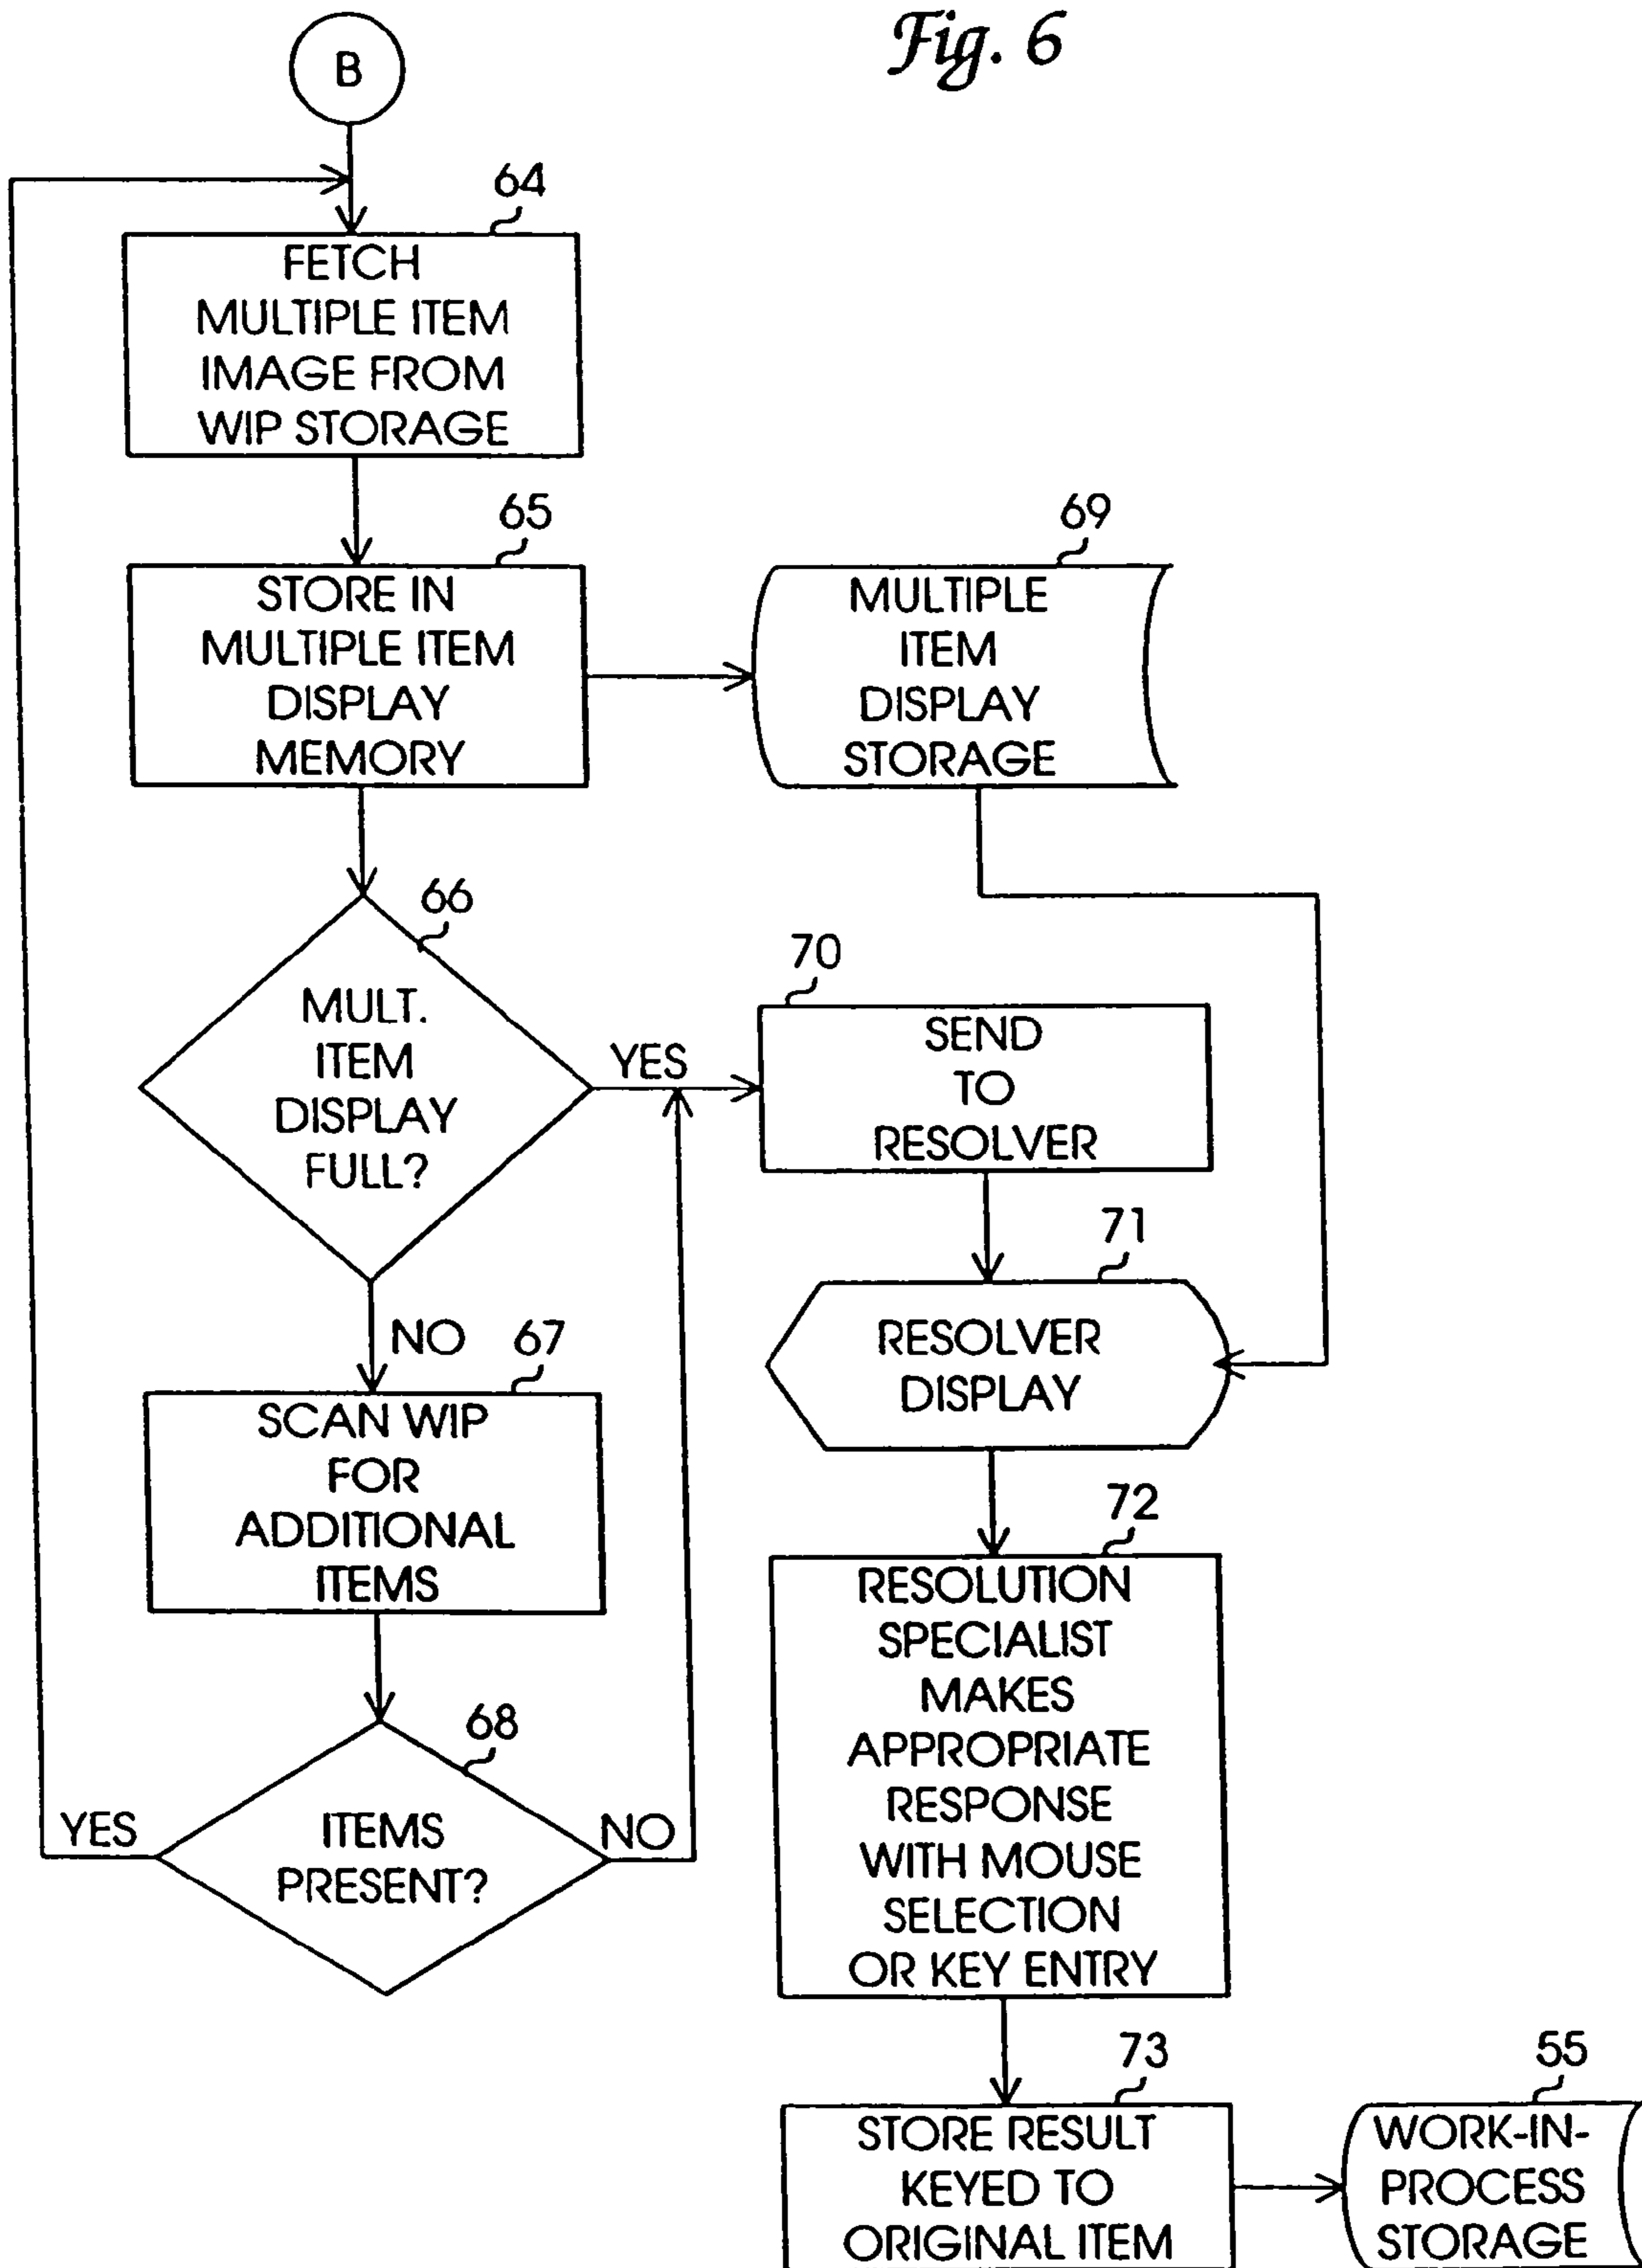 Fig. 6
B
64
FETCH
MULTIPLE ITEM
IMAGE FROM
WIP STORAGE
65
STORE IN
MULTIPLE ITEM
DISPLAY
MEMORY
69
MULTIPLE
ITEM
DISPLAY
STORAGE
66
MULT.
ITEM
DISPLAY
FULL?
YES
NO
70
SEND
TO
RESOLVER
71
RESOLVER
DISPLAY
67
SCAN WIP
FOR
ADDITIONAL
ITEMS
68
ITEMS
PRESENT?
YES
NO
72
RESOLUTION
SPECIALIST
MAKES
APPROPRIATE
RESPONSE
WITH MOUSE
SELECTION
OR KEY ENTRY
73
STORE RESULT
KEYED TO
ORIGINAL ITEM
55
WORK-IN-
PROCESS
STORAGE